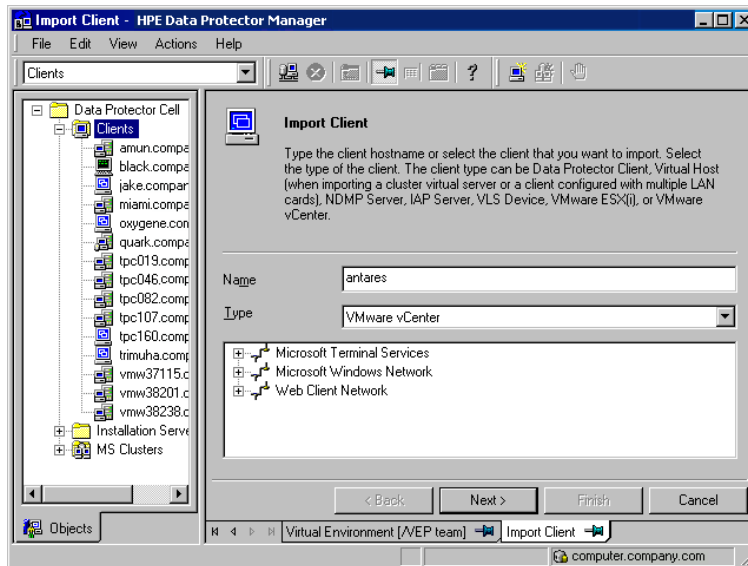 Import Client - HPE Data Protector Manager
File Edit View Actions Help
Clients
Data Protector Cell
Clients
amun.compa
black.compa
jake.compar
miami.compa
oxygene.con
quark.compa
tpc019.comp
tpc046.comp
tpc082.comp
tpc107.comp
tpc160.comp
trimuha.comp
vmw37115.c
vmw38201.c
vmw38238.c
Installation Serve
MS Clusters
Objects
Import Client
Type the client hostname or select the client that you want to import. Select
the type of the client. The client type can be Data Protector Client, Virtual Host
(when importing a cluster virtual server or a client configured with multiple LAN
cards), NDMP Server, IAP Server, VLS Device, VMware ESX(i), or VMware
vCenter.
Name antares
Type VMware vCenter
Microsoft Terminal Services
Microsoft Windows Network
Web Client Network
< Back Next > Finish Cancel
Virtual Environment [/VEP team] Import Client
computer.company.com